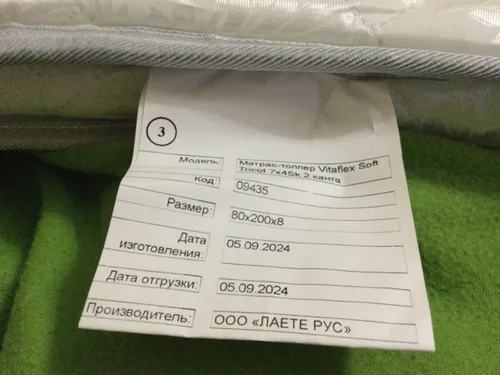 3
Модель: Матрас-топпер Vitaflex Soft
Tricot 7x4Sk 2 канта
Код: 09435
Размер: 80x200x8
Дата
изготовления: 05.09.2024
Дата отгрузки: 05.09.2024
Производитель: ООО «ЛАЕТЕ РУС»